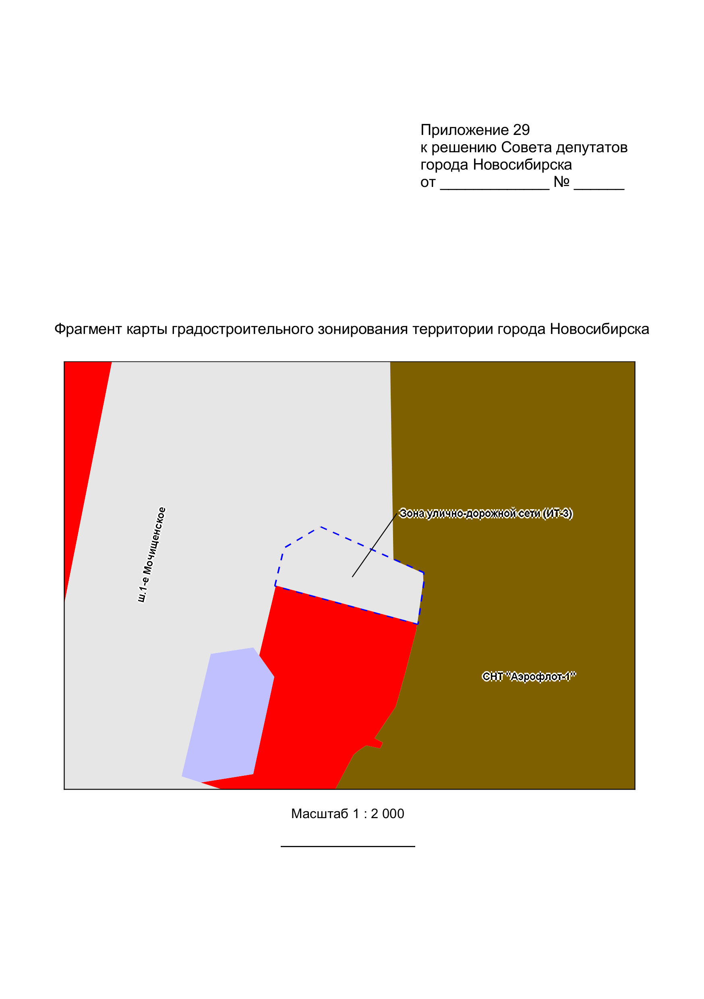 Приложение 29
к решению Совета депутатов
города Новосибирска
от _____________ № ______
Фрагмент карты градостроительного зонирования территории города Новосибирска
ш.1-е Мочищенское
Зона улично-дорожной сети (ИТ-3)
СНТ "Аэрофлот-1"
Масштаб 1 : 2 000